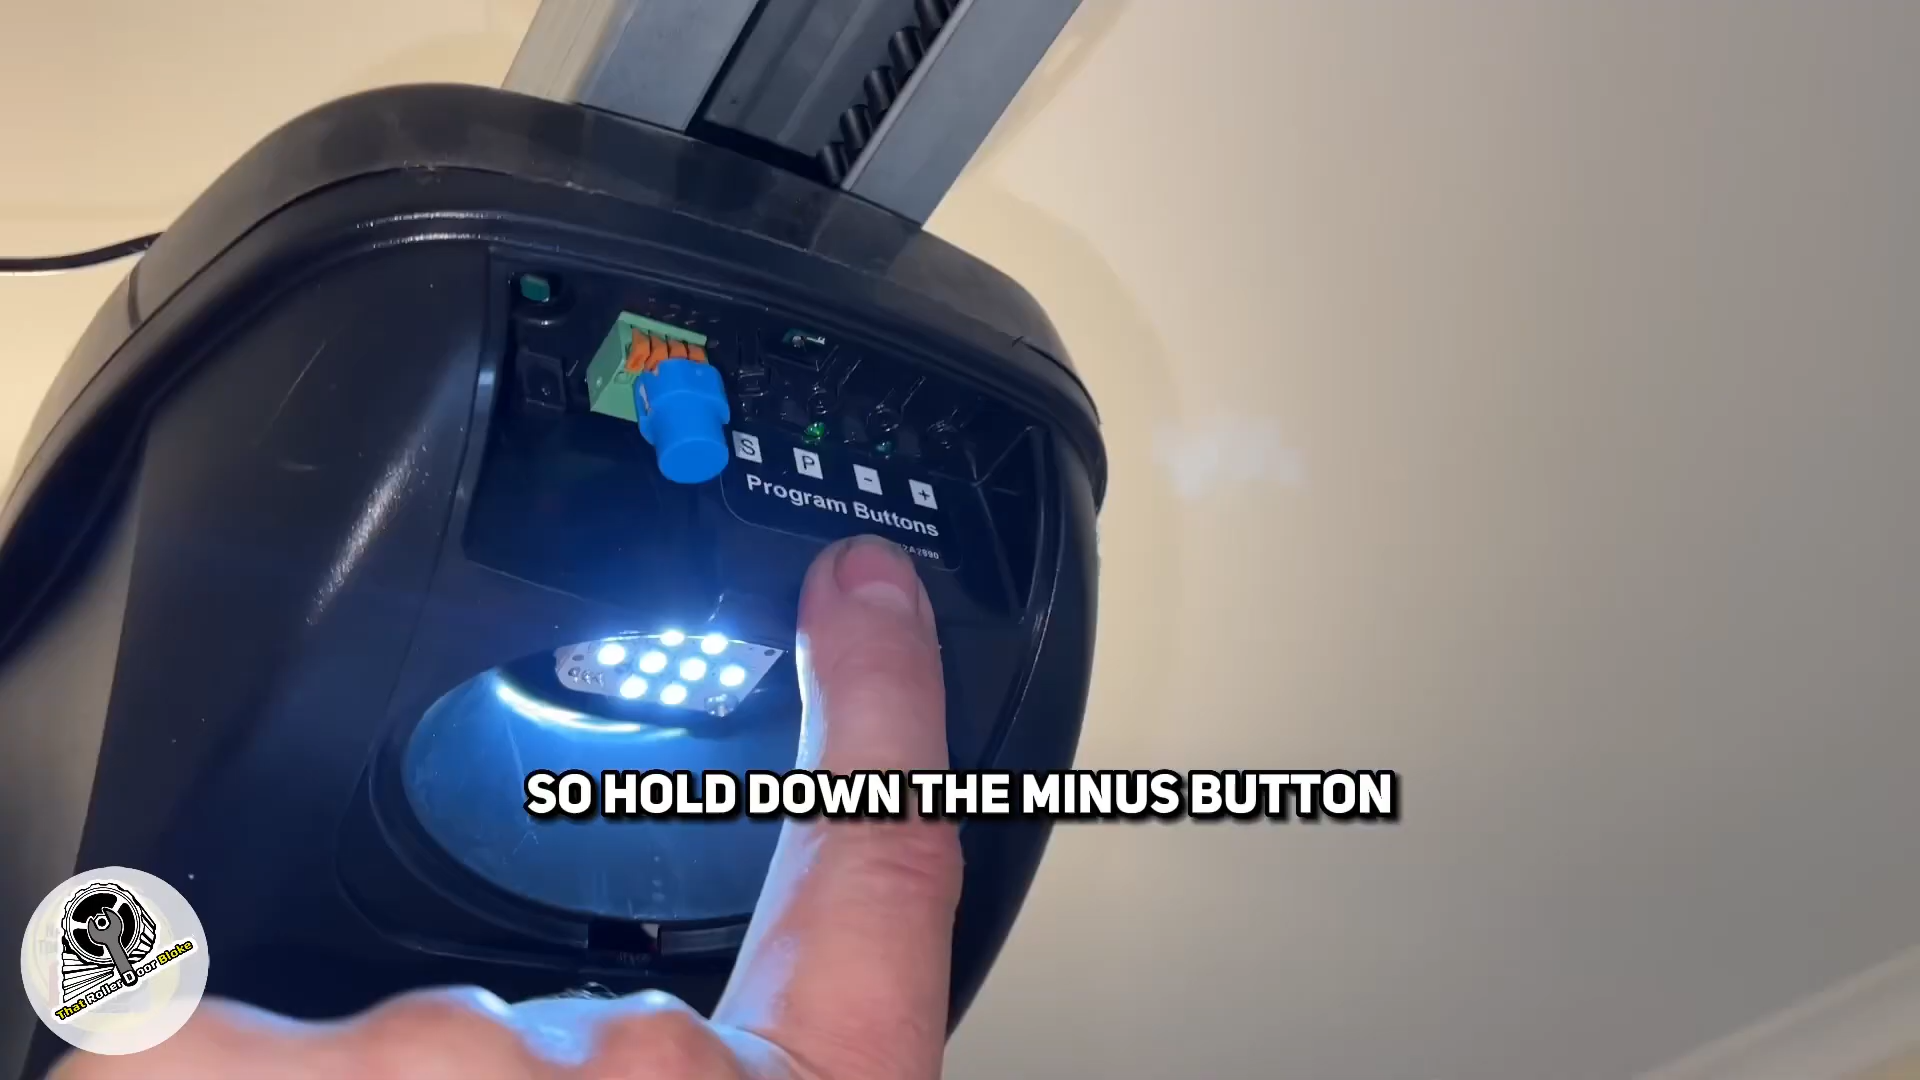 S P - +
Program Buttons
SO HOLD DOWN THE MINUS BUTTON
That Roller Door Bloke